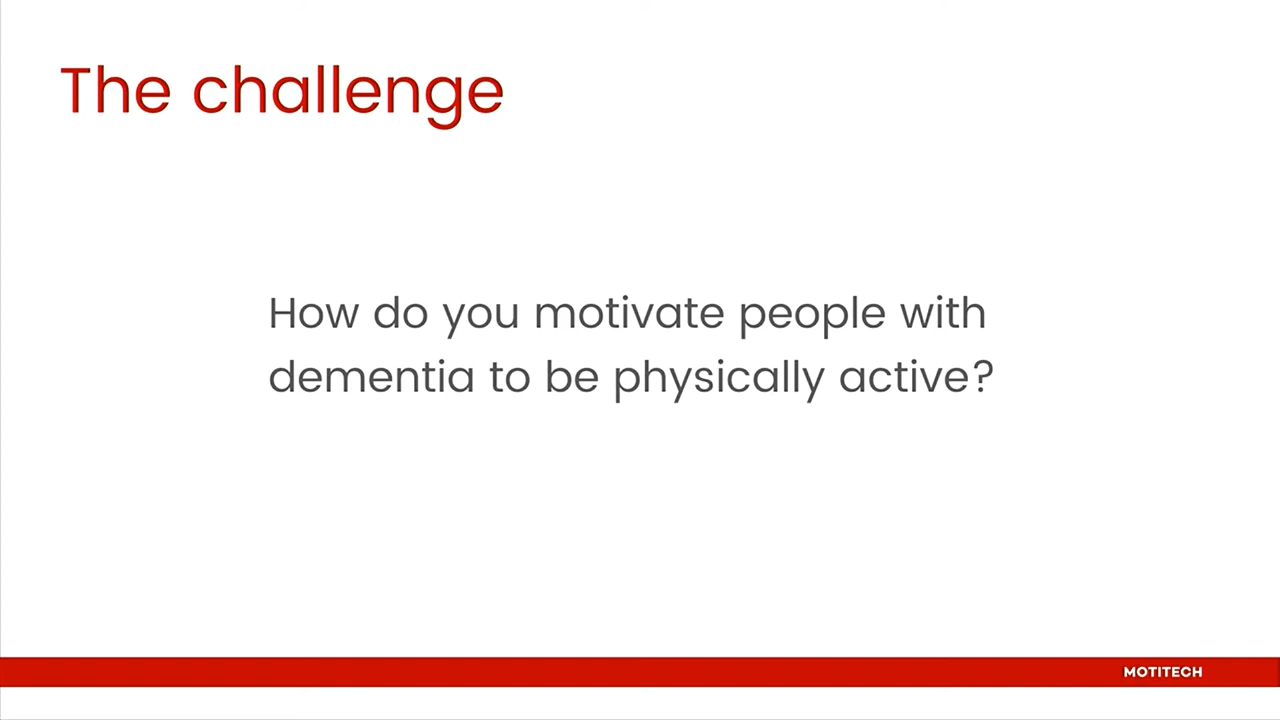 The challenge
How do you motivate people with
dementia to be physically active?
MOTITECH